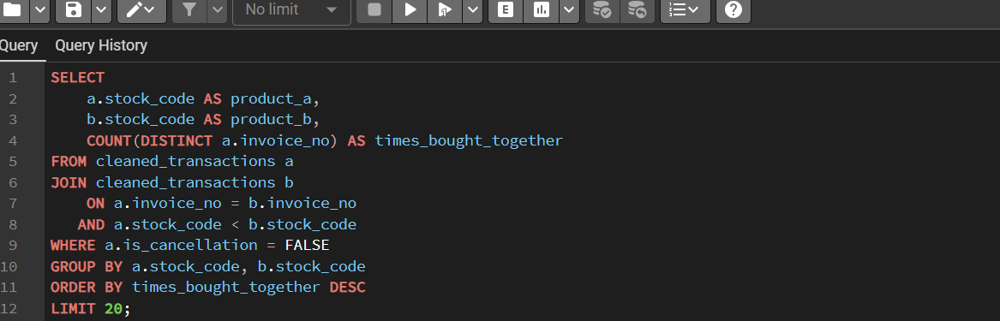 No limit
E
?
Query Query History
1 SELECT
2 a.stock_code AS product_a,
3 b.stock_code AS product_b,
4 COUNT(DISTINCT a.invoice_no) AS times_bought_together
5 FROM cleaned_transactions a
6 JOIN cleaned_transactions b
7 ON a.invoice_no = b.invoice_no
8 AND a.stock_code < b.stock_code
9 WHERE a.is_cancellation = FALSE
10 GROUP BY a.stock_code, b.stock_code
11 ORDER BY times_bought_together DESC
12 LIMIT 20;